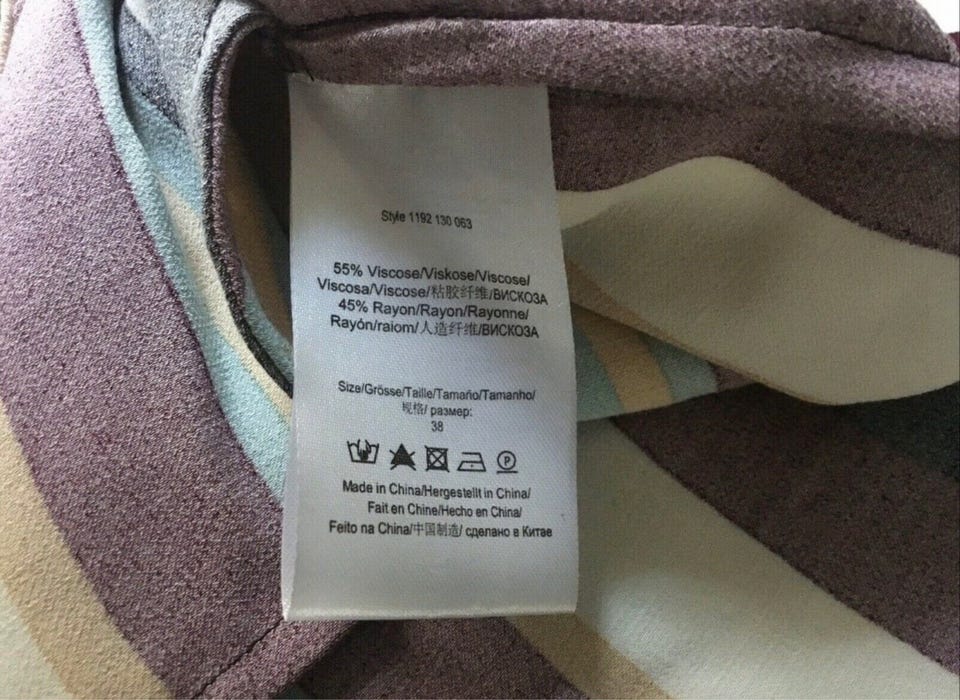 Style 1192 130 063
55% Viscose/Viskose/Viscose/
Viscosa/Viscose/粘胶纤维/ВИСКОЗА
45% Rayon/Rayon/Rayonne/
Rayón/raiom/人造纤维/ВИСКОЗА
Size/Grösse/Taille/Tamaño/Tamanho/
规格/ размер:
38
P
Made in China/Hergestellt in China/
Fait en Chine/Hecho en China/
Feito na China/中国制造/ сделано в Китае